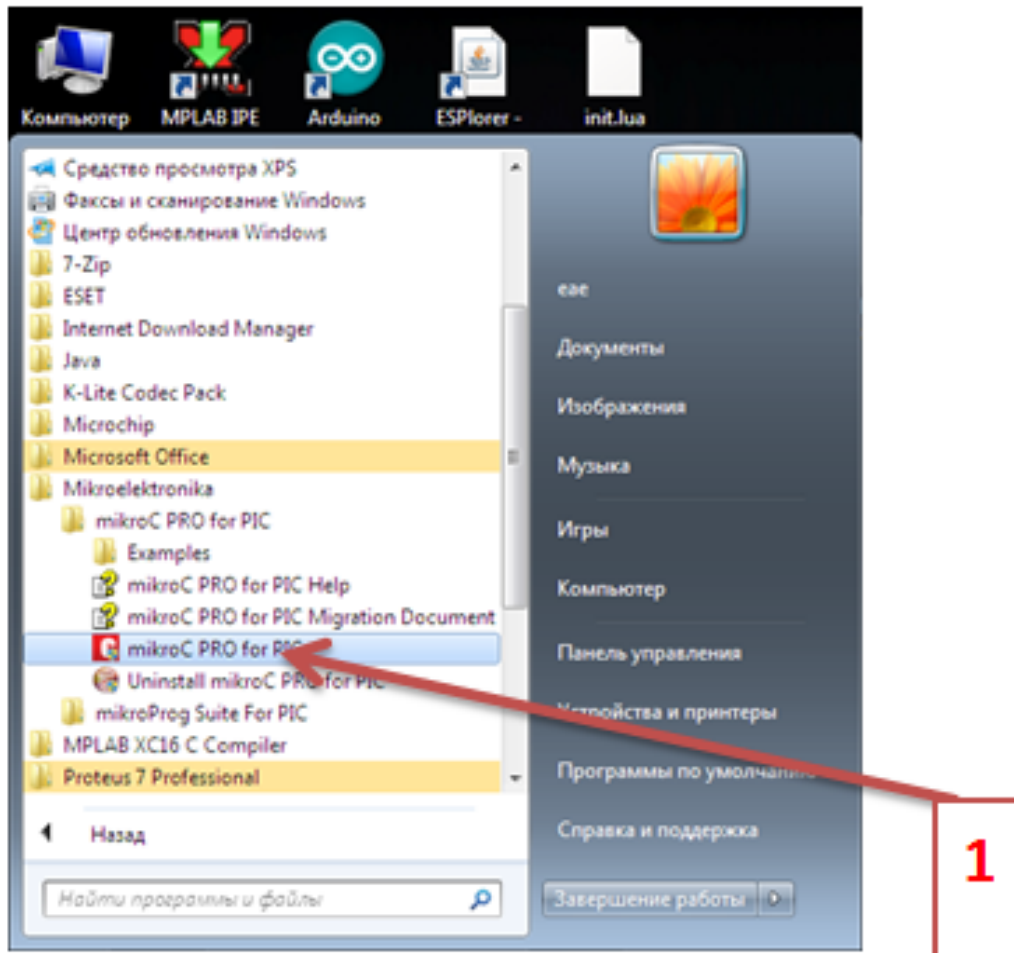 Компьютер
MPLAB IPE
Arduino
ESPlorer -
init.lua
Средство просмотра XPS
Факсы и сканирование Windows
Центр обновления Windows
7-Zip
ESET
Internet Download Manager
Java
K-Lite Codec Pack
Microchip
Microsoft Office
Mikroelektronika
mikroC PRO for PIC
Examples
mikroC PRO for PIC Help
mikroC PRO for PIC Migration Document
mikroC PRO for PIC
Uninstall mikroC PRO for PIC
mikroProg Suite For PIC
MPLAB XC16 C Compiler
Proteus 7 Professional
Назад
Найти программы и файлы
eae
Документы
Изображения
Музыка
Игры
Компьютер
Панель управления
Устройства и принтеры
Программы по умолчанию
Справка и поддержка
Завершение работы
1